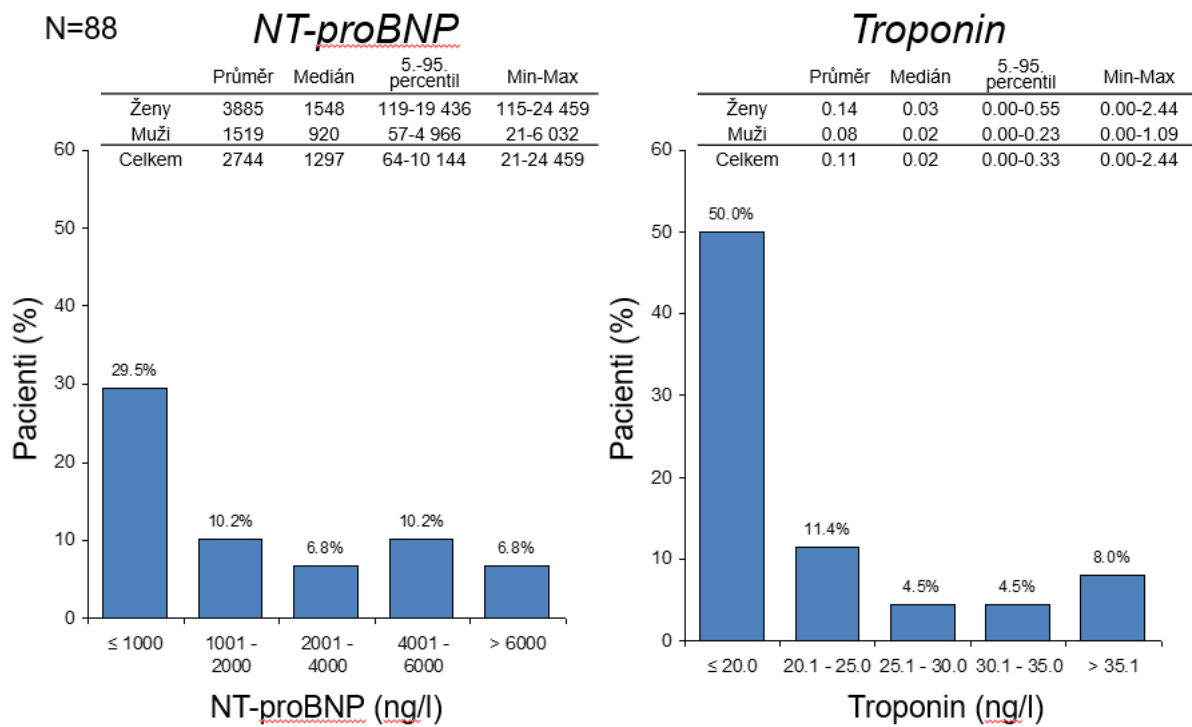 N=88
NT-proBNP
Průměr Medián 5.-95. percentil Min-Max
Ženy 3885 1548 119-19 436 115-24 459
Muži 1519 920 57-4 966 21-6 032
Celkem 2744 1297 64-10 144 21-24 459
60
50
40
30
20
10
0
Pacienti (%)
29.5%
10.2%
6.8%
10.2%
6.8%
≤ 1000
1001 - 2000
2001 - 4000
4001 - 6000
> 6000
NT-proBNP (ng/l)
Troponin
Průměr Medián 5.-95. percentil Min-Max
Ženy 0.14 0.03 0.00-0.55 0.00-2.44
Muži 0.08 0.02 0.00-0.23 0.00-1.09
Celkem 0.11 0.02 0.00-0.33 0.00-2.44
60
50
40
30
20
10
0
Pacienti (%)
50.0%
11.4%
4.5%
4.5%
8.0%
≤ 20.0
20.1 - 25.0
25.1 - 30.0
30.1 - 35.0
> 35.1
Troponin (ng/l)